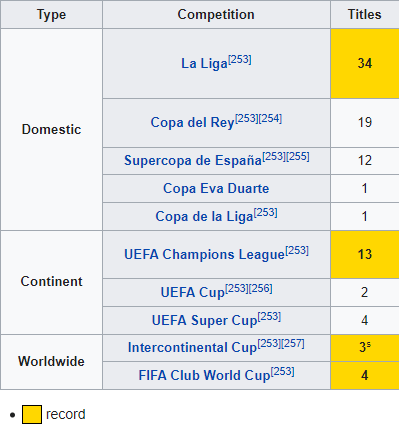 Type Competition Titles
Domestic
La Liga[253] 34
Copa del Rey[253][254] 19
Supercopa de España[253][255] 12
Copa Eva Duarte 1
Copa de la Liga[253] 1
Continent
UEFA Champions League[253] 13
UEFA Cup[253][256] 2
UEFA Super Cup[253] 4
Worldwide
Intercontinental Cup[253][257] 3s
FIFA Club World Cup[253] 4
record